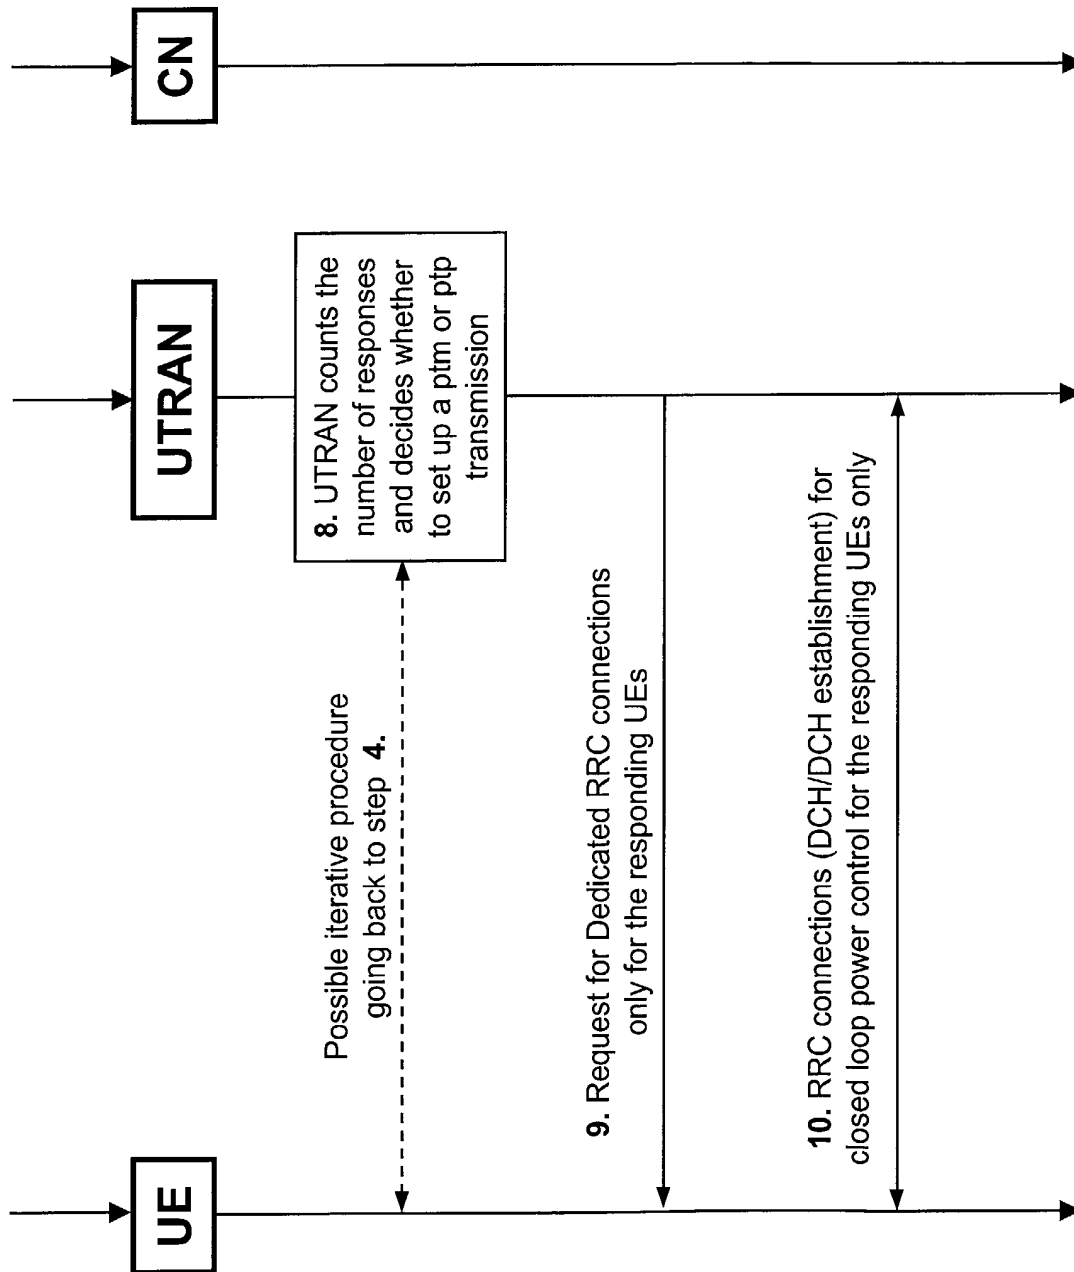 UE
UTRAN
CN
8. UTRAN counts the
number of responses
and decides whether
to set up a ptm or ptp
transmission
Possible iterative procedure
going back to step 4.
9. Request for Dedicated RRC connections
only for the responding UEs
10. RRC connections (DCH/DCH establishment) for
closed loop power control for the responding UEs only